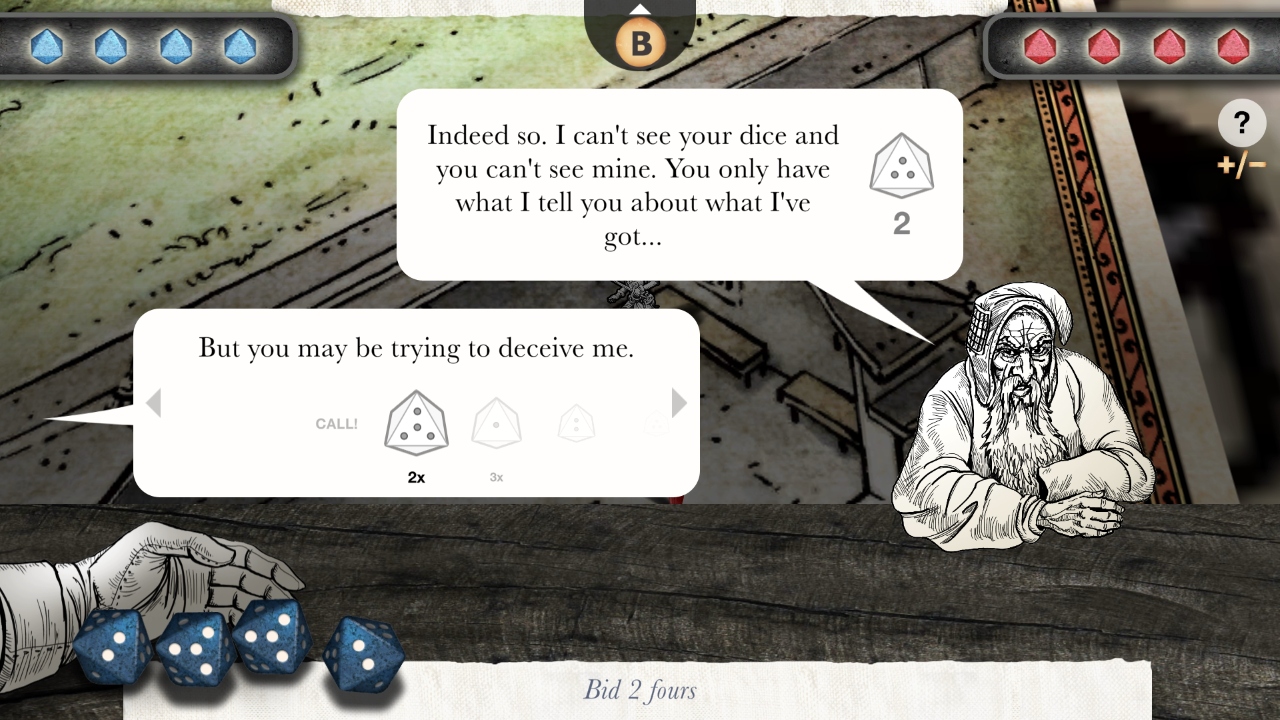 B
Indeed so. I can't see your dice and
you can't see mine. You only have
what I tell you about what I've
got...
2
?
+/−
But you may be trying to deceive me.
CALL!
2x
3x
Bid 2 fours